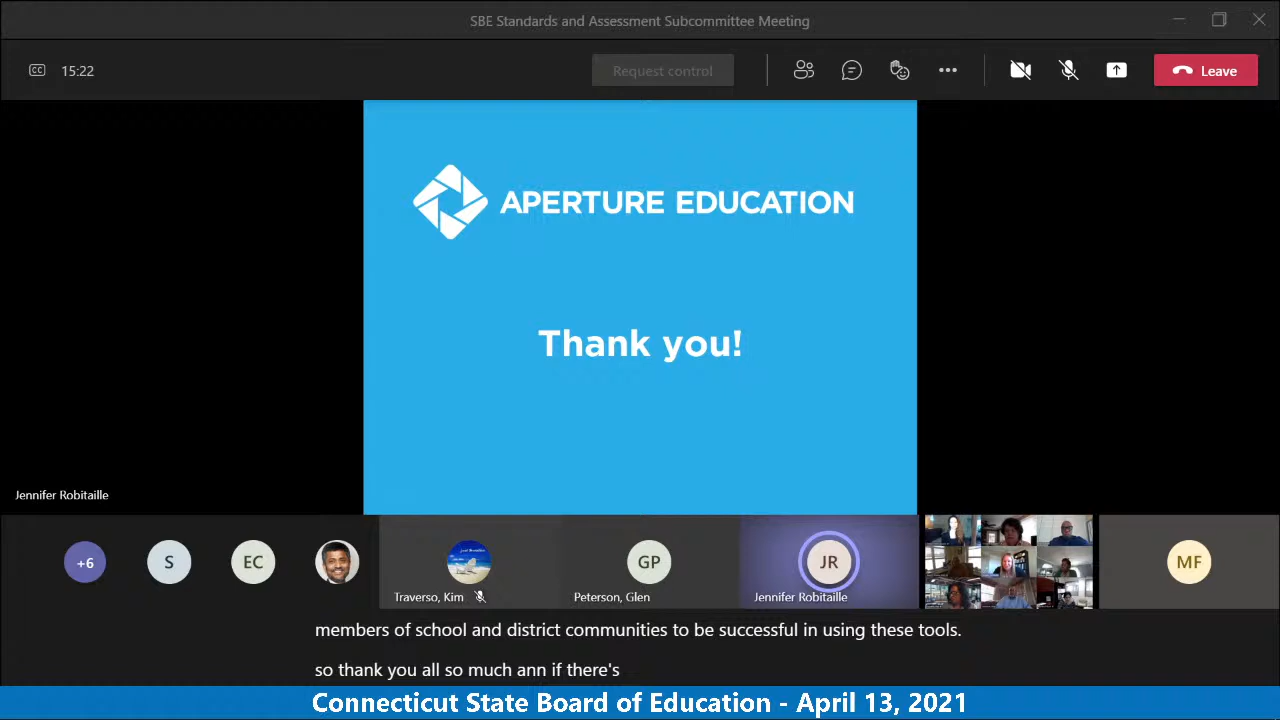 SBE Standards and Assessment Subcommittee Meeting
CC 15:22 Request control Leave
APERTURE EDUCATION
Thank you!
Jennifer Robitaille
+6 S EC GP JR MF
Traverso, Kim Peterson, Glen Jennifer Robitaille
members of school and district communities to be successful in using these tools.
so thank you all so much ann if there's
Connecticut State Board of Education - April 13, 2021